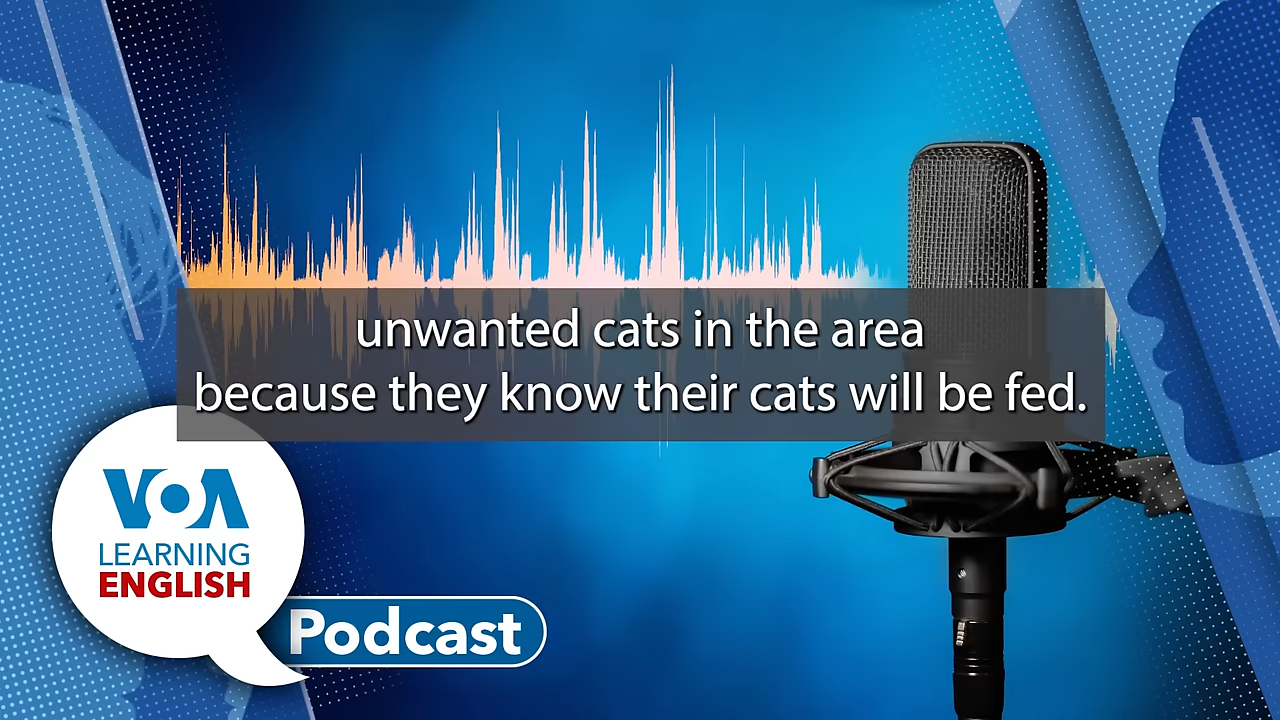 unwanted cats in the area
because they know their cats will be fed.
VOA
LEARNING
ENGLISH
Podcast